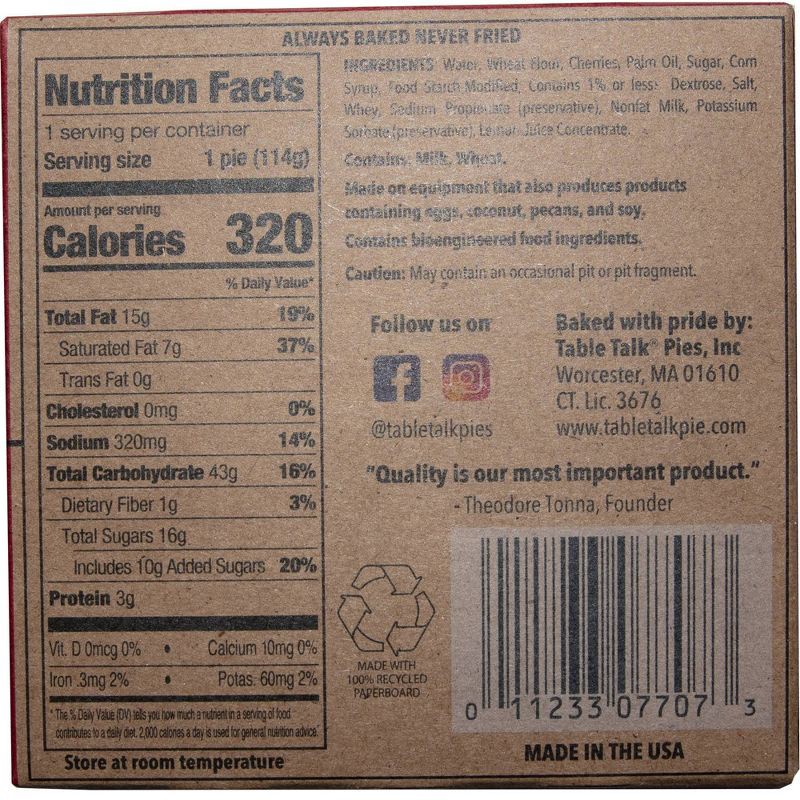 ALWAYS BAKED NEVER FRIED
Nutrition Facts
1 serving per container
Serving size 1 pie (114g)
Amount per serving
Calories 320
% Daily Value*
Total Fat 15g 19%
Saturated Fat 7g 37%
Trans Fat 0g
Cholesterol 0mg 0%
Sodium 320mg 14%
Total Carbohydrate 43g 16%
Dietary Fiber 1g 3%
Total Sugars 16g
Includes 10g Added Sugars 20%
Protein 3g
Vit. D 0mcg 0% • Calcium 10mg 0%
Iron .3mg 2% • Potas. 60mg 2%
* The % Daily Value (DV) tells you how much a nutrient in a serving of food
contributes to a daily diet. 2,000 calories a day is used for general nutrition advice.
Store at room temperature
INGREDIENTS Water, Wheat Flour, Cherries, Palm Oil, Sugar, Corn
Syrup, Food Starch Modified, Contains 1% or less: Dextrose, Salt,
Whey, Sodium Propionate (preservative), Nonfat Milk, Potassium
Sorbate (preservative), Lemon Juice Concentrate.
Contains: Milk, Wheat.
Made on equipment that also produces products
containing eggs, coconut, pecans, and soy.
Contains bioengineered food ingredients.
Caution: May contain an occasional pit or pit fragment.
Follow us on
@tabletalkpies
Baked with pride by:
Table Talk® Pies, Inc
Worcester, MA 01610
CT. Lic. 3676
www.tabletalkpie.com
"Quality is our most important product."
- Theodore Tonna, Founder
MADE WITH
100% RECYCLED
PAPERBOARD
0 11233 07707 3
MADE IN THE USA